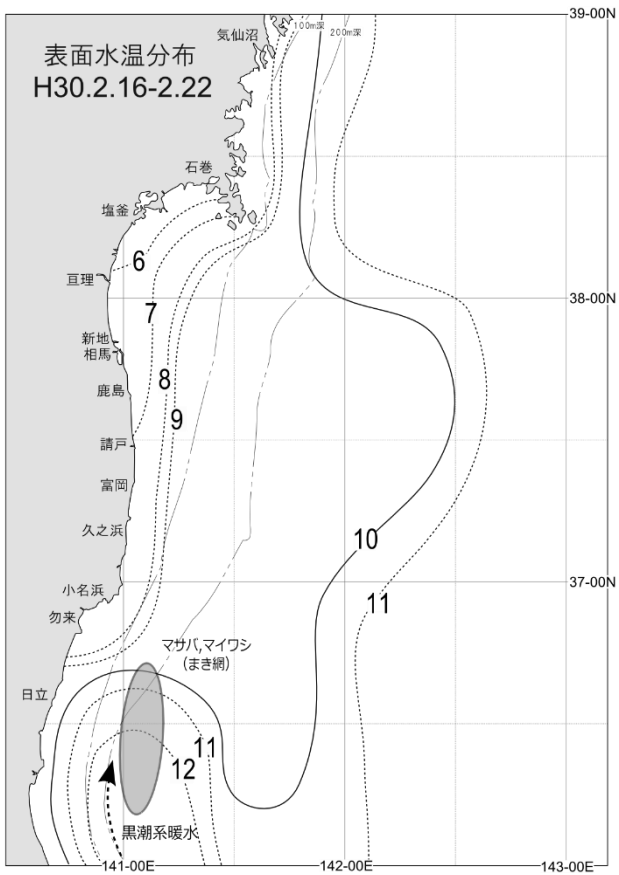 39-00N
100m深
200m深
気仙沼
表面水温分布
H30.2.16-2.22
石巻
塩釜
6
亘理
38-00N
7
新地
相馬
8
鹿島
9
請戸
富岡
久之浜
10
37-00N
小名浜
11
勿来
マサバ,マイワシ
(まき網)
日立
11
12
黒潮系暖水
141-00E
142-00E
143-00E